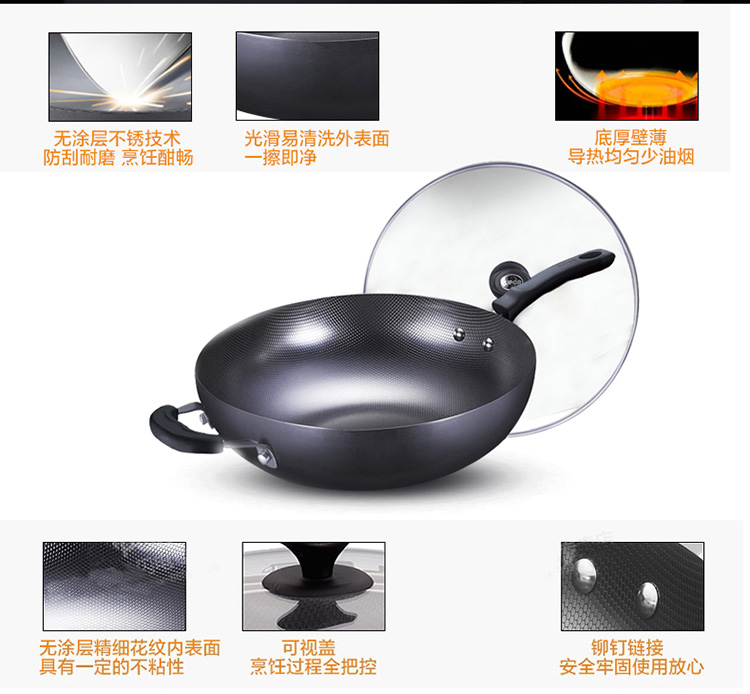 无涂层不锈技术
防刮耐磨 烹饪酣畅
光滑易清洗外表面
一擦即净
底厚壁薄
导热均匀少油烟
无涂层精细花纹内表面
具有一定的不粘性
可视盖
烹饪过程全把控
铆钉链接
安全牢固使用放心